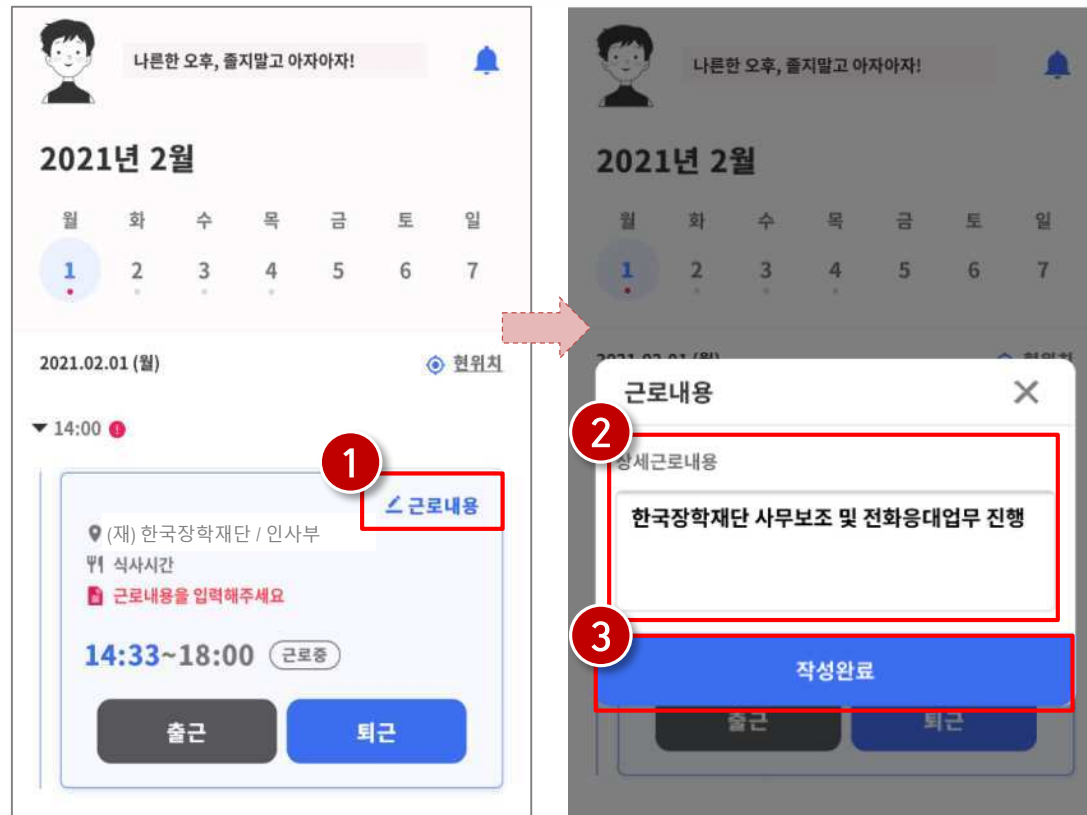 나른한 오후, 졸지말고 아자아자!
2021년 2월
월 화 수 목 금 토 일
1 2 3 4 5 6 7
2021.02.01 (월)
현위치
14:00
1
근로내용
(재) 한국장학재단 / 인사부
식사시간
근로내용을 입력해주세요
14:33~18:00 근로중
출근 퇴근
나른한 오후, 졸지말고 아자아자!
2021년 2월
월 화 수 목 금 토 일
1 2 3 4 5 6 7
2021.02.01 (월)
현위치
근로내용
2
상세근로내용
한국장학재단 사무보조 및 전화응대업무 진행
3
작성완료
출근 퇴근